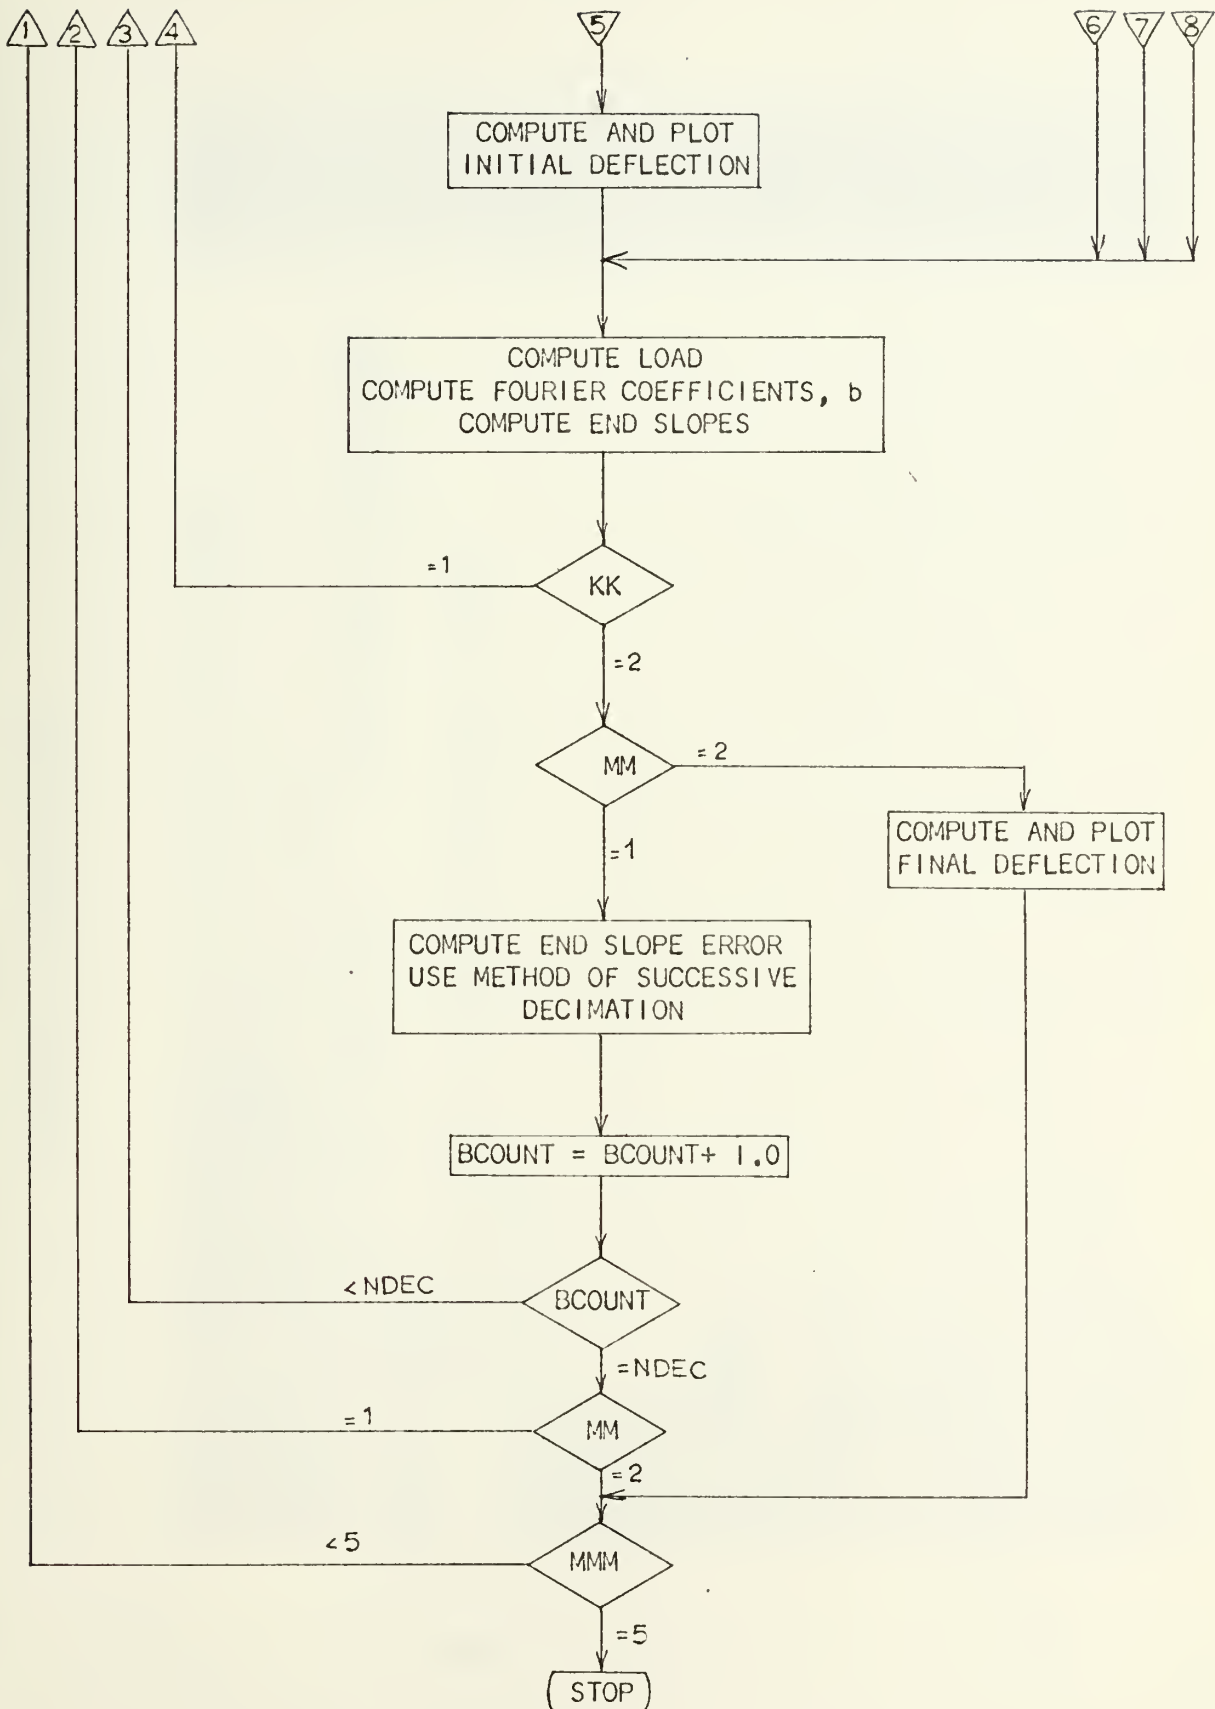 1 2 3 4 5 6 7 8
COMPUTE AND PLOT
INITIAL DEFLECTION
COMPUTE LOAD
COMPUTE FOURIER COEFFICIENTS, b
COMPUTE END SLOPES
=1
KK
=2
MM
=2
=1
COMPUTE AND PLOT
FINAL DEFLECTION
COMPUTE END SLOPE ERROR
USE METHOD OF SUCCESSIVE
DECIMATION
BCOUNT = BCOUNT+ 1.0
<NDEC
BCOUNT
=NDEC
=1
MM
=2
<5
MMM
=5
STOP